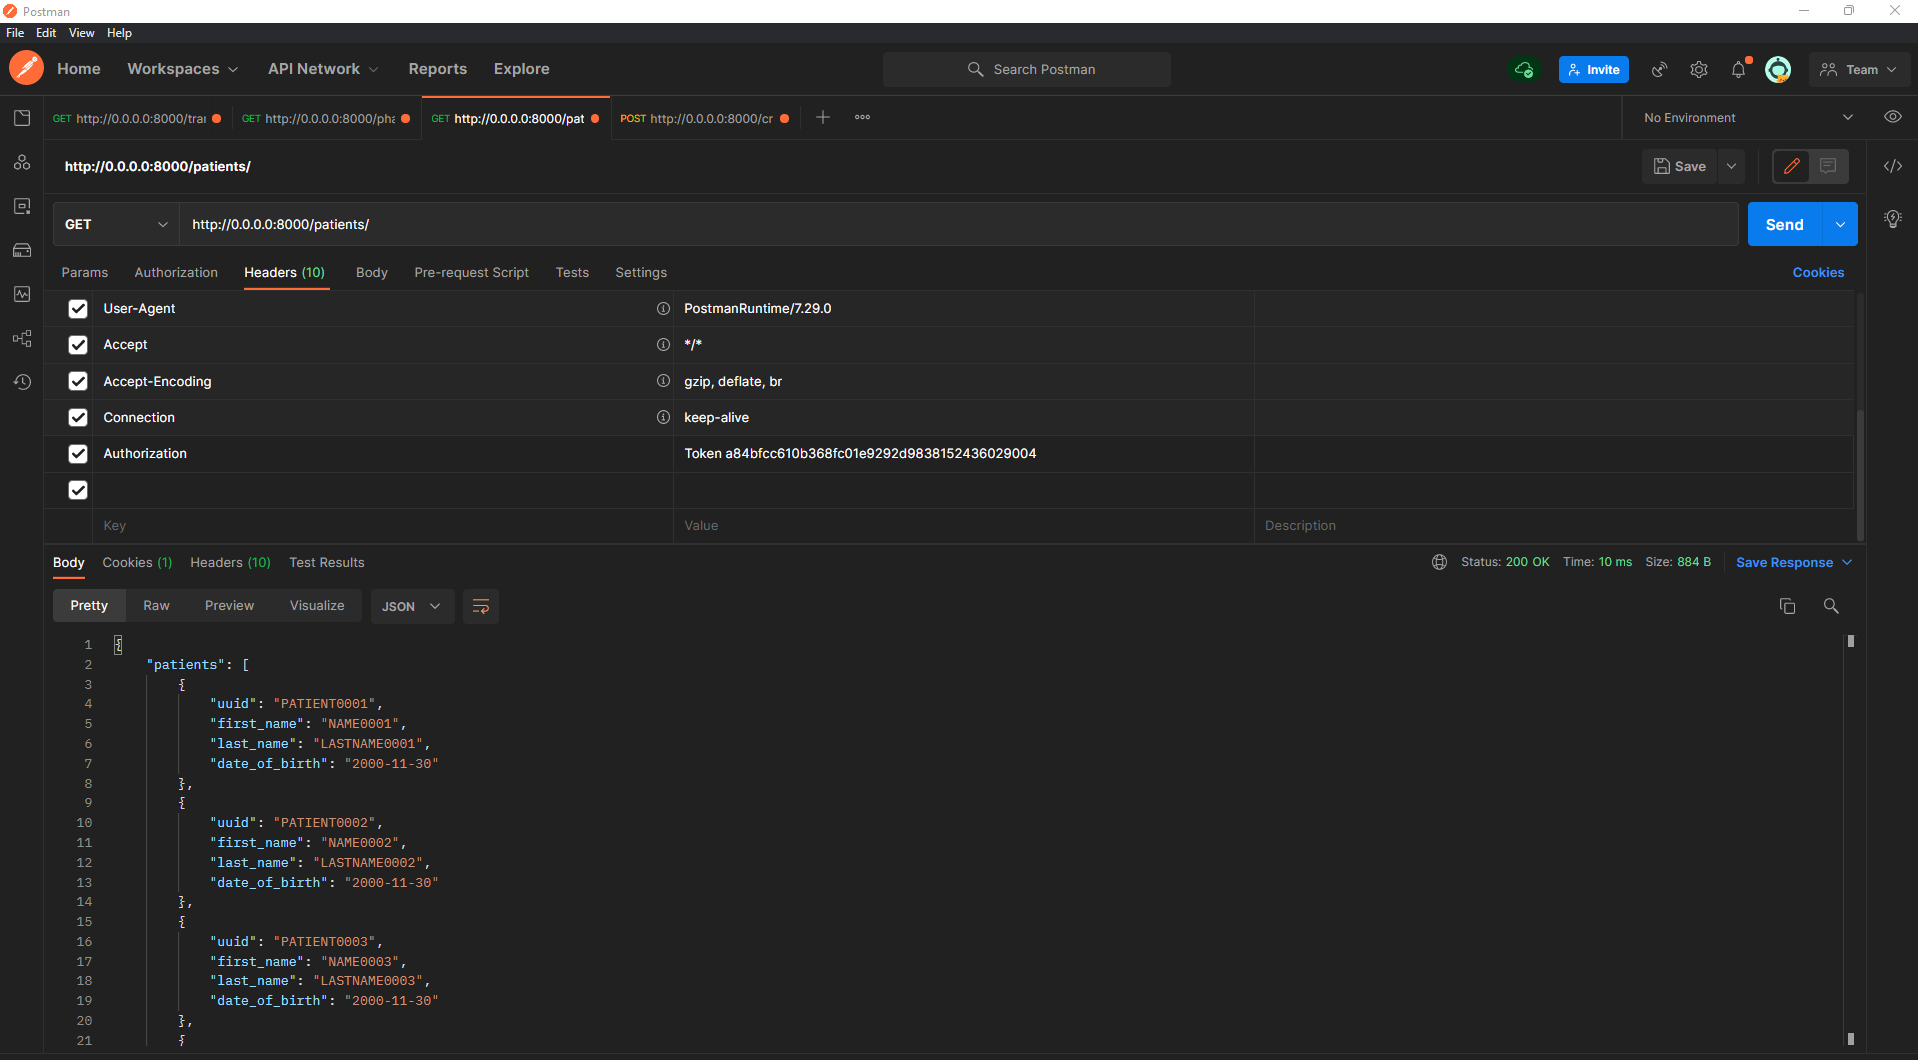 Postman
File Edit View Help
Home Workspaces API Network Reports Explore Search Postman Invite Team
GET http://0.0.0.0:8000/trai GET http://0.0.0.0:8000/pha GET http://0.0.0.0:8000/pat POST http://0.0.0.0:8000/cr No Environment
http://0.0.0.0:8000/patients/ Save
GET http://0.0.0.0:8000/patients/ Send
Params Authorization Headers (10) Body Pre-request Script Tests Settings Cookies
User-Agent PostmanRuntime/7.29.0
Accept */*
Accept-Encoding gzip, deflate, br
Connection keep-alive
Authorization Token a84bfcc610b368fc01e9292d9838152436029004
Key Value Description
Body Cookies (1) Headers (10) Test Results Status: 200 OK Time: 10 ms Size: 884 B Save Response
Pretty Raw Preview Visualize JSON
1 {
2 "patients": [
3 {
4 "uuid": "PATIENT0001",
5 "first_name": "NAME0001",
6 "last_name": "LASTNAME0001",
7 "date_of_birth": "2000-11-30"
8 },
9 {
10 "uuid": "PATIENT0002",
11 "first_name": "NAME0002",
12 "last_name": "LASTNAME0002",
13 "date_of_birth": "2000-11-30"
14 },
15 {
16 "uuid": "PATIENT0003",
17 "first_name": "NAME0003",
18 "last_name": "LASTNAME0003",
19 "date_of_birth": "2000-11-30"
20 },
21 {